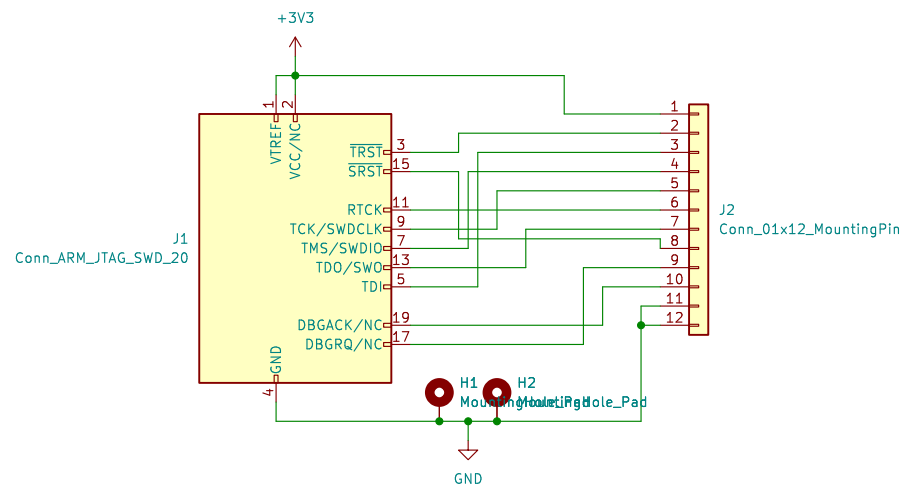 +3V3
1
2
VTREF
VCC/NC
TRST 3
SRST 15
RTCK 11
TCK/SWDCLK 9
TMS/SWDIO 7
TDO/SWO 13
TDI 5
DBGACK/NC 19
DBGRQ/NC 17
GND
4
J1
Conn_ARM_JTAG_SWD_20
1
2
3
4
5
6
7
8
9
10
11
12
J2
Conn_01x12_MountingPin
H1
MountingHole_Pad
H2
MountingHole_Pad
GND